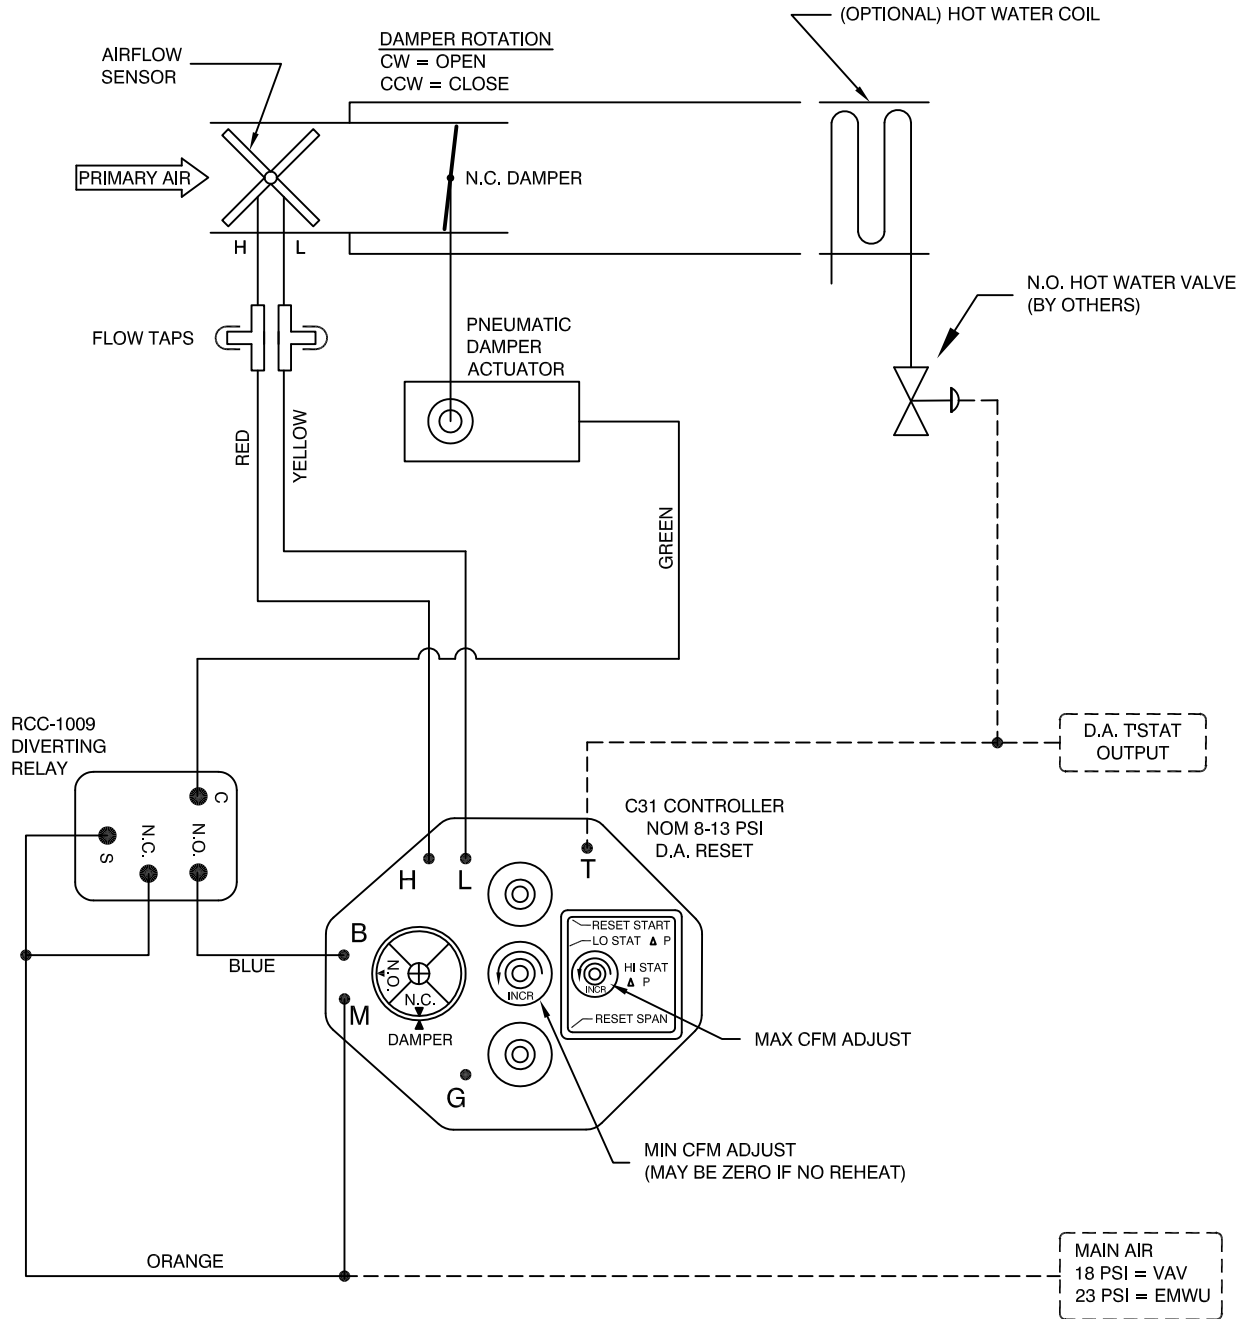 (OPTIONAL) HOT WATER COIL
AIRFLOW
SENSOR
DAMPER ROTATION
CW = OPEN
CCW = CLOSE
PRIMARY AIR
N.C. DAMPER
H
L
N.O. HOT WATER VALVE
(BY OTHERS)
FLOW TAPS
PNEUMATIC
DAMPER
ACTUATOR
RED
YELLOW
GREEN
RCC-1009
DIVERTING
RELAY
D.A. T'STAT
OUTPUT
C
S
N.C.
N.O.
C31 CONTROLLER
NOM 8-13 PSI
D.A. RESET
H
L
T
B
BLUE
M
N.O.
N.C.
DAMPER
G
INCR
RESET START
LO STAT Δ P
HI STAT
Δ P
INCR
RESET SPAN
MAX CFM ADJUST
MIN CFM ADJUST
(MAY BE ZERO IF NO REHEAT)
ORANGE
MAIN AIR
18 PSI = VAV
23 PSI = EMWU